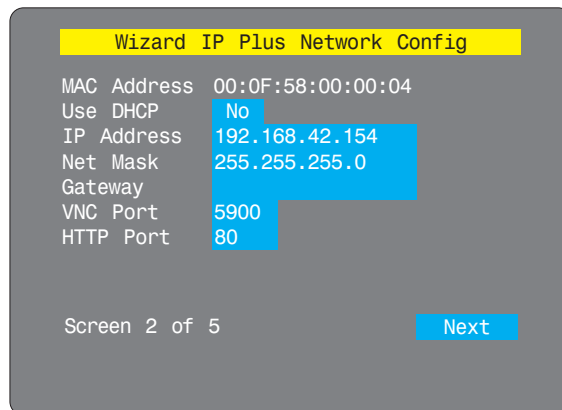 Wizard IP Plus Network Config
MAC Address 00:0F:58:00:00:04
Use DHCP No
IP Address 192.168.42.154
Net Mask 255.255.255.0
Gateway
VNC Port 5900
HTTP Port 80
Screen 2 of 5 Next